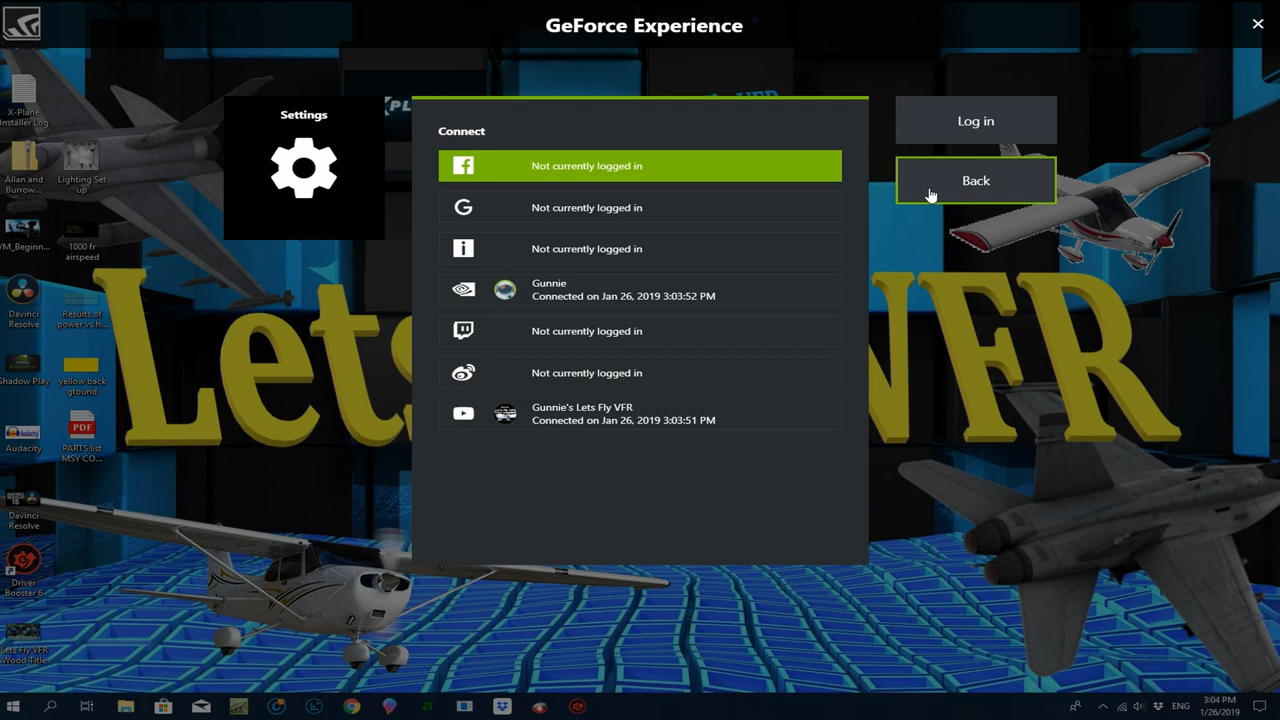 GeForce Experience
Settings
Connect
Not currently logged in
Not currently logged in
Not currently logged in
Gunnie
Connected on Jan 26, 2019 3:03:52 PM
Not currently logged in
Not currently logged in
Gunnie's Lets Fly VFR
Connected on Jan 26, 2019 3:03:51 PM
Log in
Back
X-Plane
Installer Log
Allan and
Burrow...
Lighting Set
up
VM_Beginn...
1000 fr
airspeed
Davinci
Resolve
Results of
power vs h...
Shadow Play
yellow back
gtound
Audacity
PARTS list
MSY CO...
PDF
Davinci
Resolve
Driver
Booster 6
Lets Fly VFR
Wood Title
Lets
VFR
ENG
3:04 PM
1/26/2019